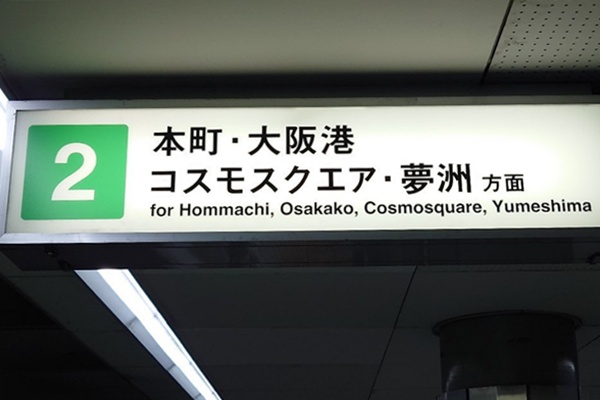 2
本町・大阪港
コスモスクエア・夢洲 方面
for Hommachi, Osakako, Cosmosquare, Yumeshima